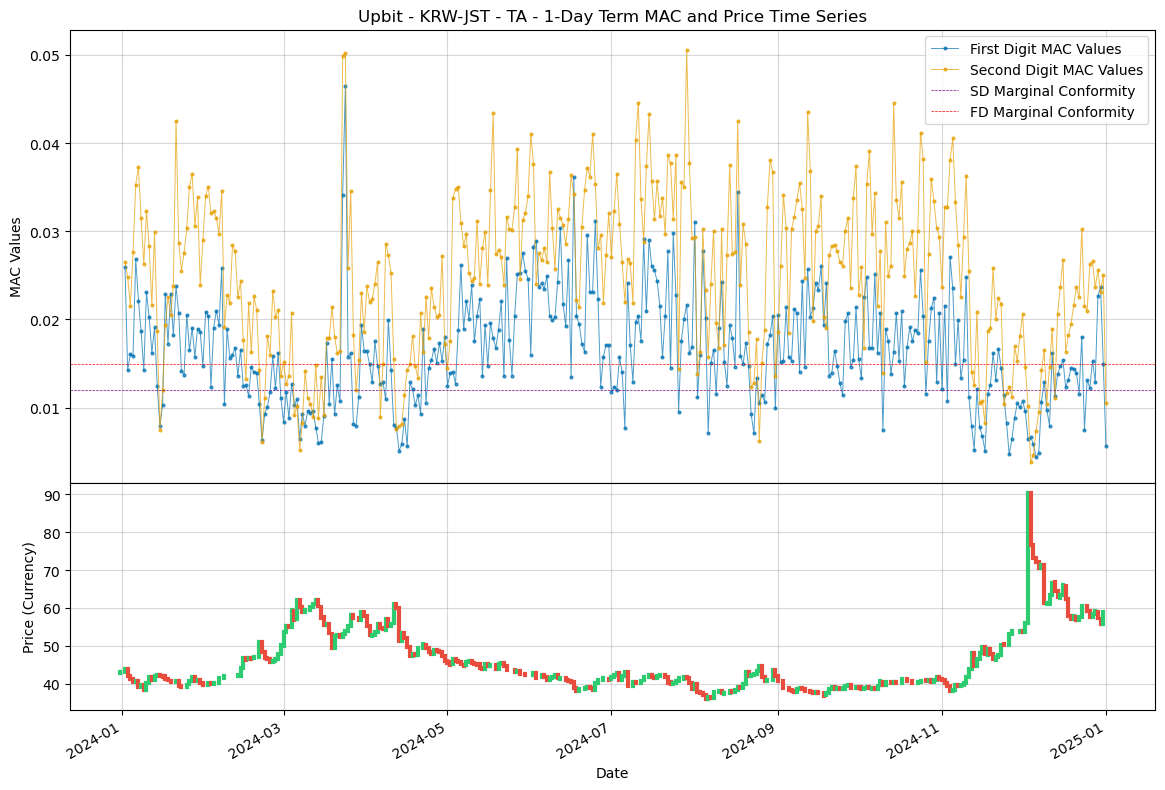 Upbit - KRW-JST - TA - 1-Day Term MAC and Price Time Series
First Digit MAC Values
Second Digit MAC Values
SD Marginal Conformity
FD Marginal Conformity
MAC Values
0.05
0.04
0.03
0.02
0.01
Price (Currency)
90
80
70
60
50
40
2024-01
2024-03
2024-05
2024-07
2024-09
2024-11
2025-01
Date